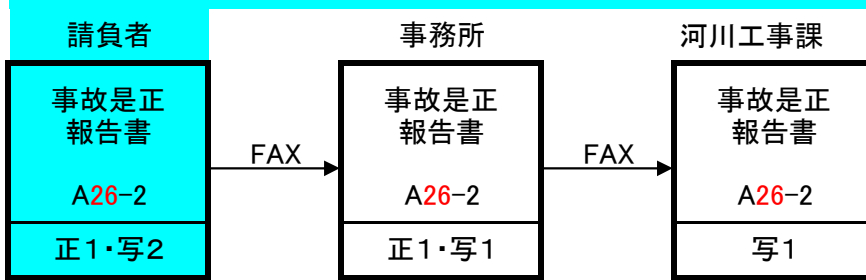 請負者
事務所
河川工事課
事故是正
報告書
A26-2
正1・写2
FAX
事故是正
報告書
A26-2
正1・写1
FAX
事故是正
報告書
A26-2
写1